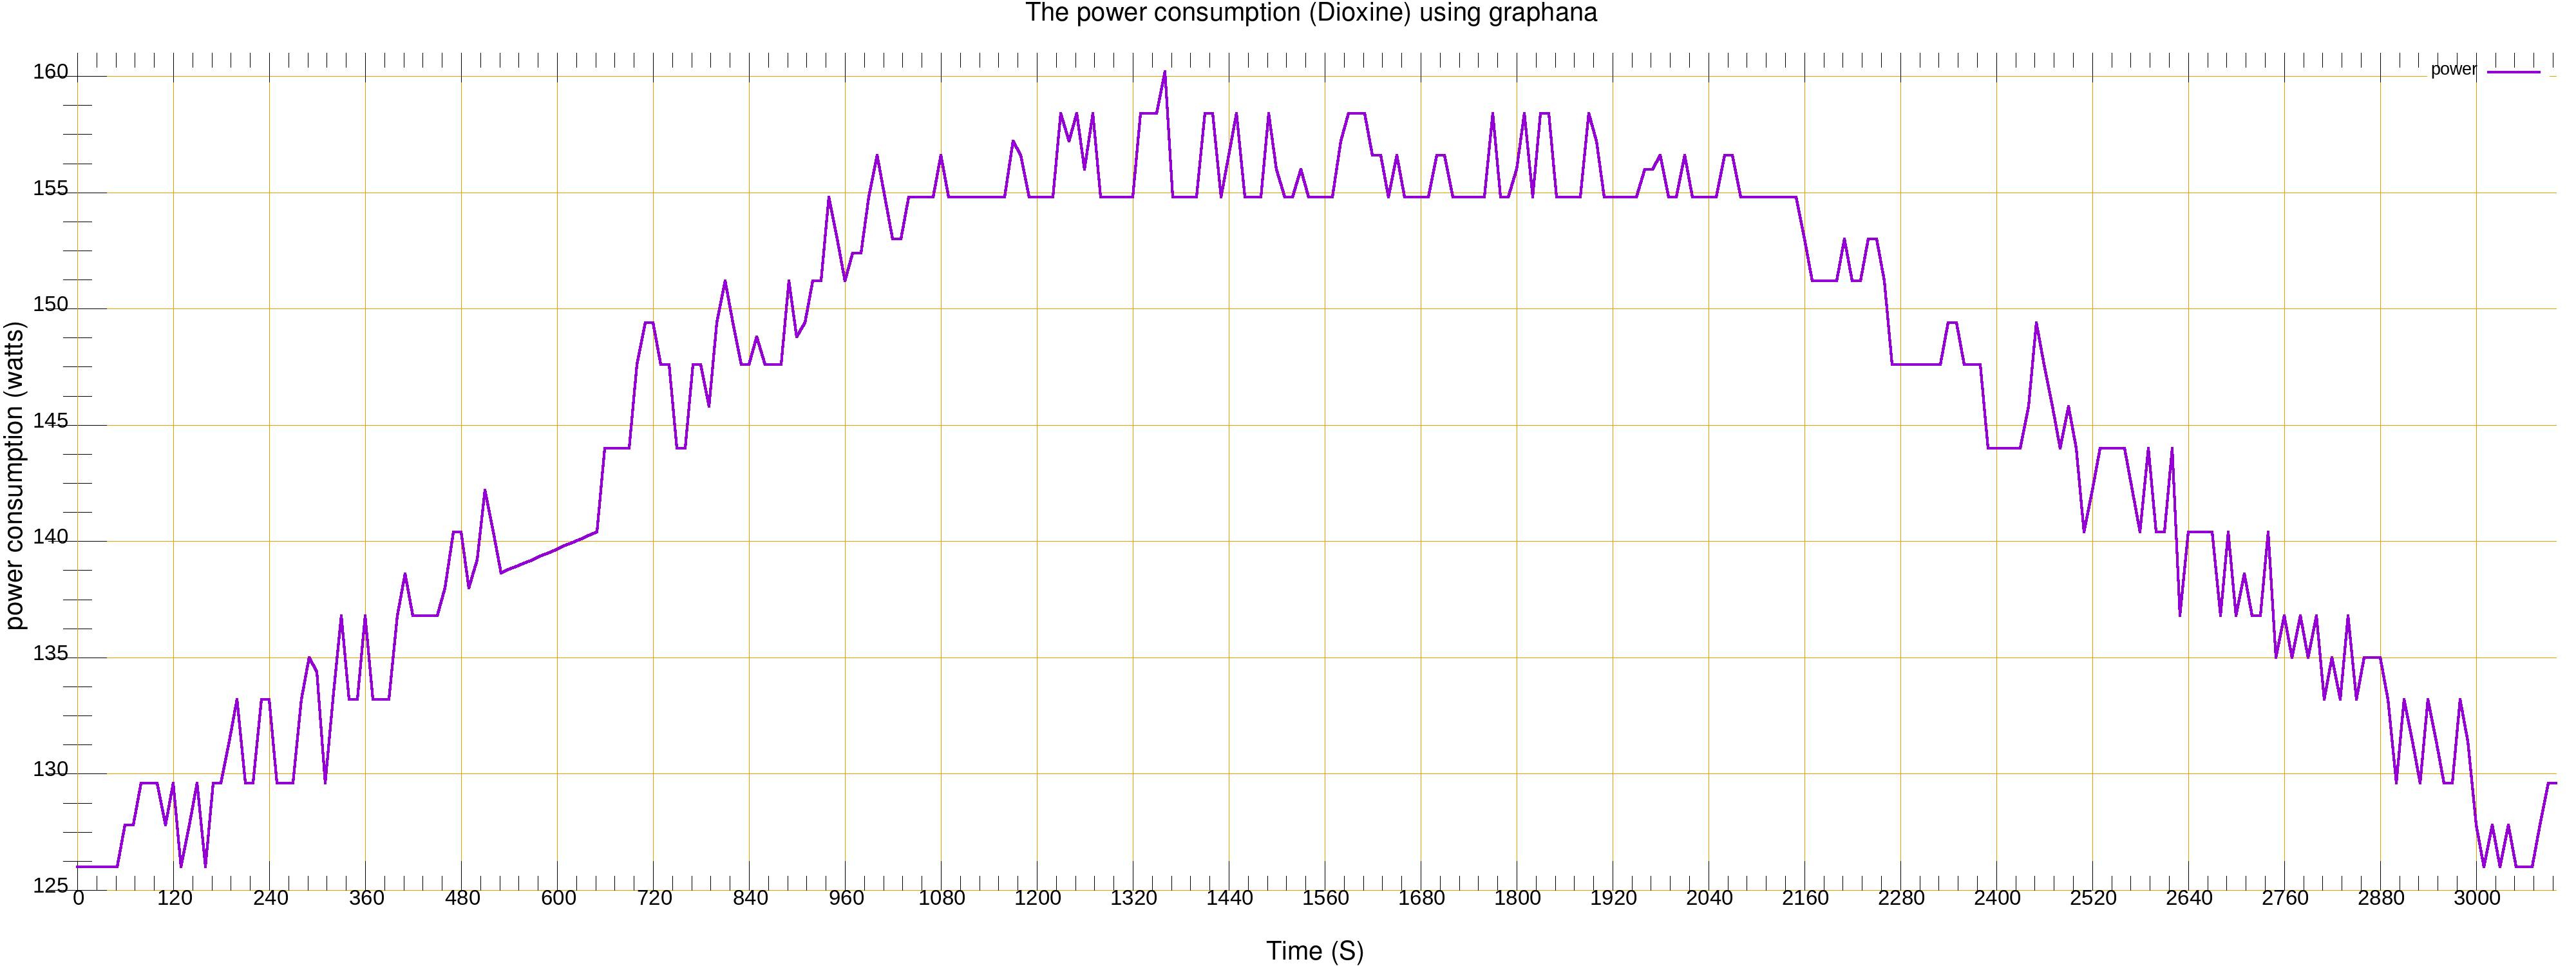 The power consumption (Dioxine) using graphana
power
160
155
150
145
140
135
130
125
power consumption (watts)
0 120 240 360 480 600 720 840 960 1080 1200 1320 1440 1560 1680 1800 1920 2040 2160 2280 2400 2520 2640 2760 2880 3000
Time (S)